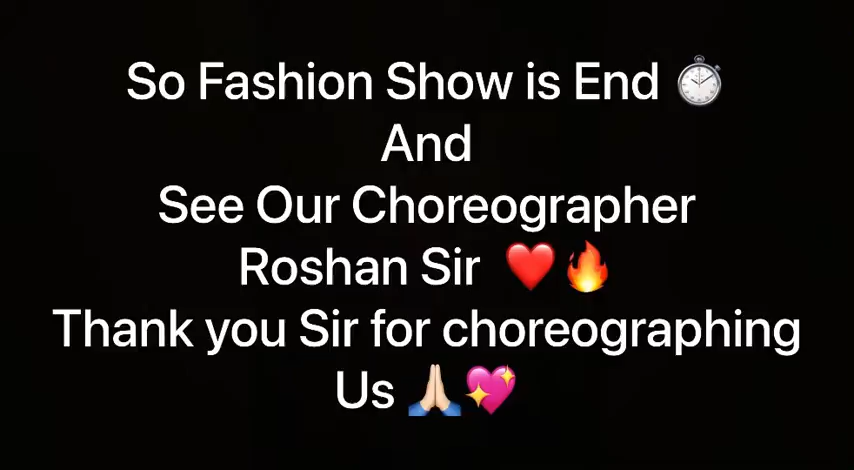 So Fashion Show is End ⏱️
And
See Our Choreographer
Roshan Sir ❤️🔥
Thank you Sir for choreographing
Us 🙏🏻💖